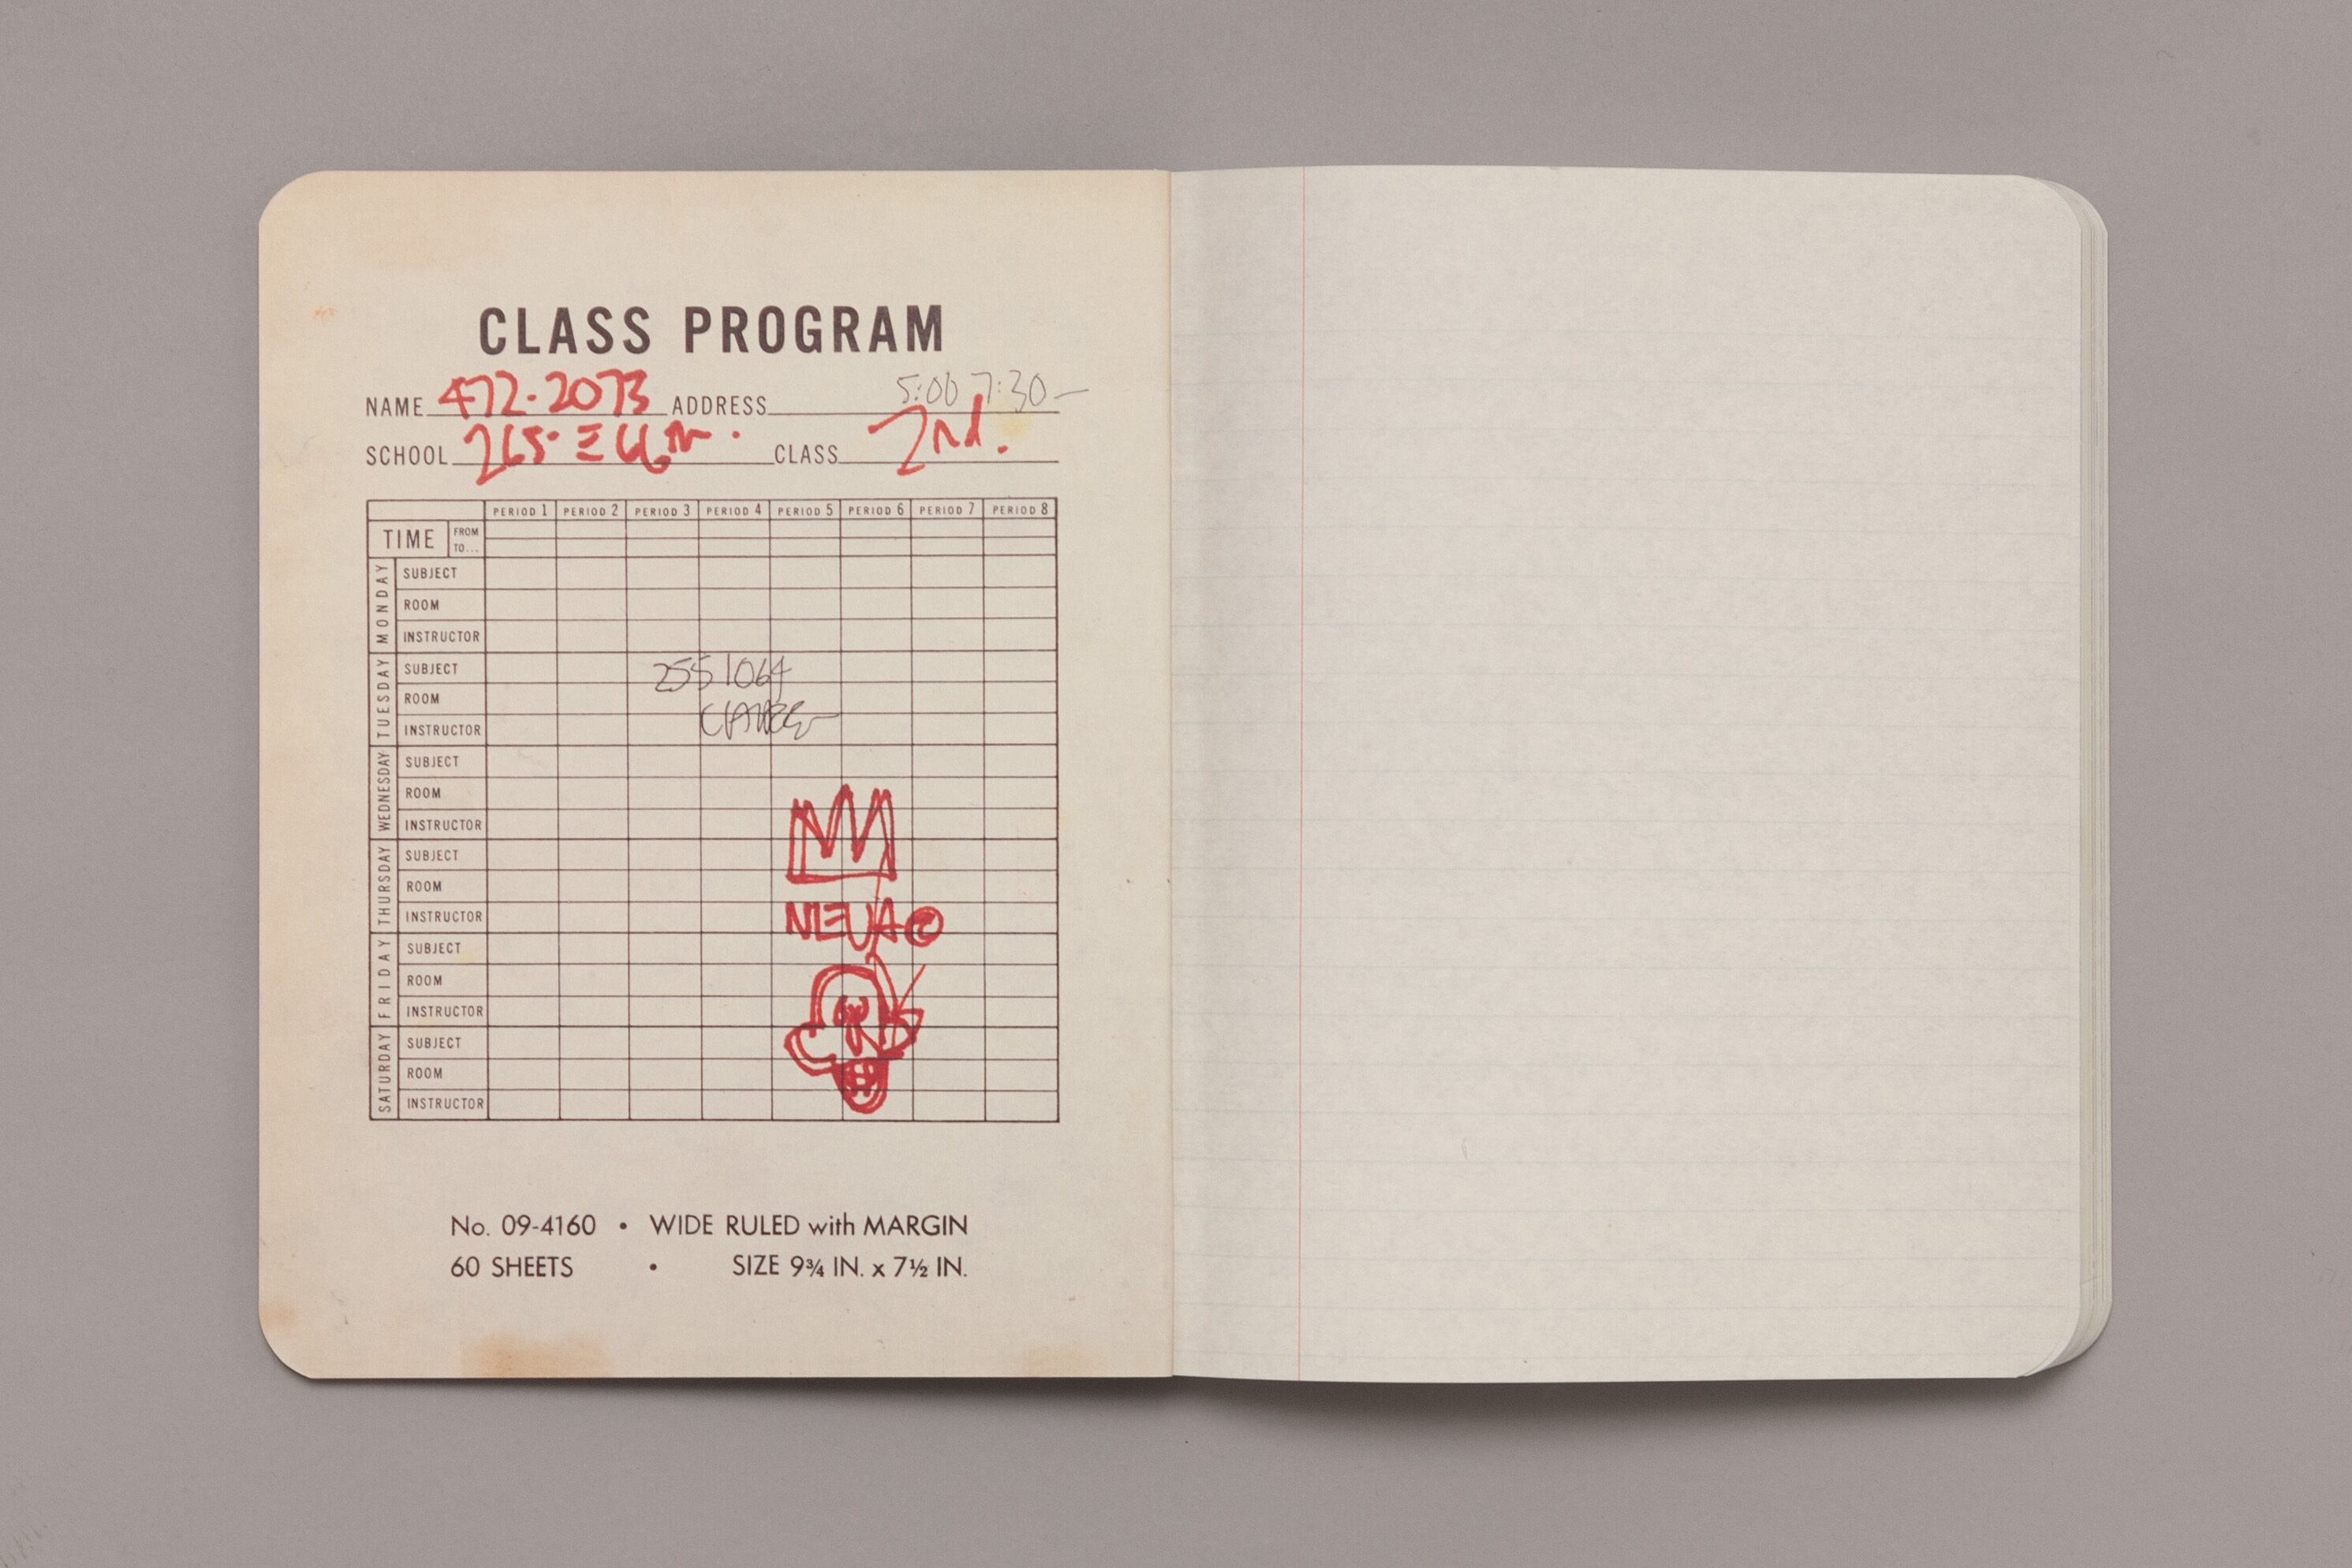 CLASS PROGRAM
5:00 7:30
NAME 472-2073 ADDRESS
SCHOOL 265 E 66th CLASS 2nd.
PERIOD 1 PERIOD 2 PERIOD 3 PERIOD 4 PERIOD 5 PERIOD 6 PERIOD 7 PERIOD 8
TIME FROM
TO...
MONDAY
SUBJECT
ROOM
INSTRUCTOR
TUESDAY
SUBJECT 255 1064
ROOM
INSTRUCTOR
WEDNESDAY
SUBJECT
ROOM
INSTRUCTOR
THURSDAY
SUBJECT
ROOM
INSTRUCTOR
NEUA ©
FRIDAY
SUBJECT
ROOM
INSTRUCTOR
SATURDAY
SUBJECT
ROOM
INSTRUCTOR
No. 09-4160 • WIDE RULED with MARGIN
60 SHEETS • SIZE 9¾ IN. x 7½ IN.